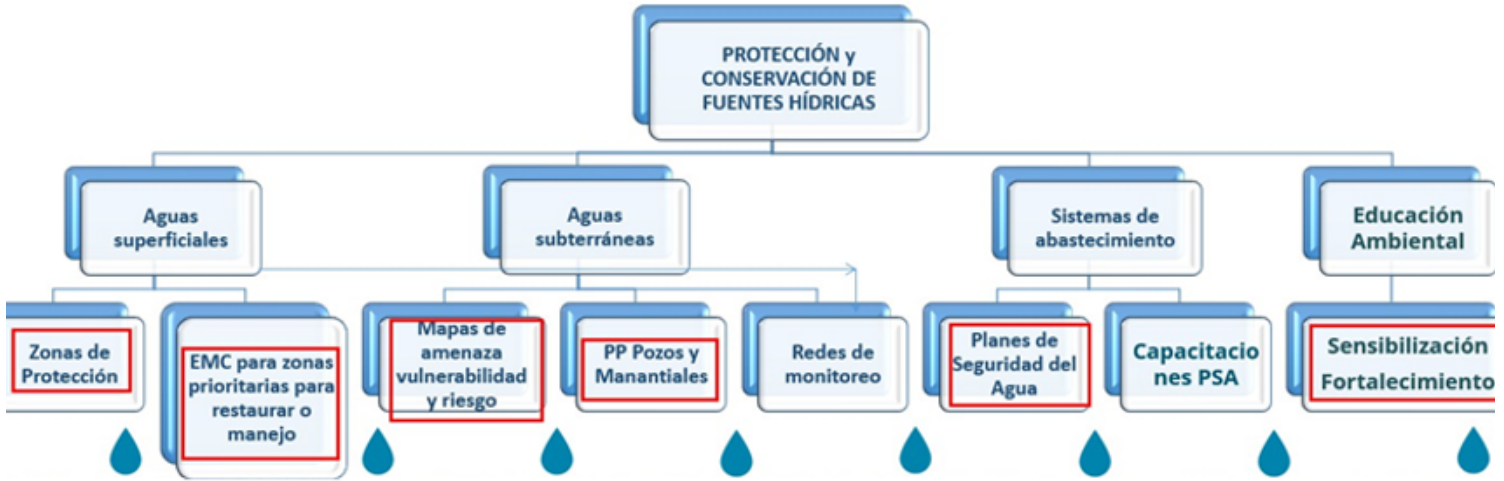 PROTECCIÓN y
CONSERVACIÓN DE
FUENTES HÍDRICAS
Aguas
superficiales
Aguas
subterráneas
Sistemas de
abastecimiento
Educación
Ambiental
Zonas de
Protección
EMC para zonas
prioritarias para
restaurar o
manejo
Mapas de
amenaza
vulnerabilidad
y riesgo
PP Pozos y
Manantiales
Redes de
monitoreo
Planes de
Seguridad del
Agua
Capacitacio
nes PSA
Sensibilización
Fortalecimiento